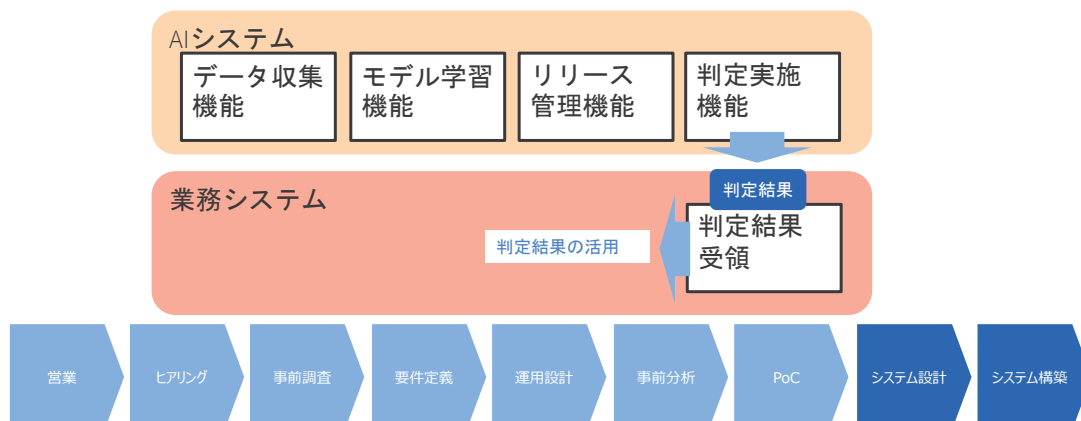 AIシステム
データ収集
機能
モデル学習
機能
リリース
管理機能
判定実施
機能
業務システム
判定結果
判定結果
受領
判定結果の活用
営業
ヒアリング
事前調査
要件定義
運用設計
事前分析
PoC
システム設計
システム構築